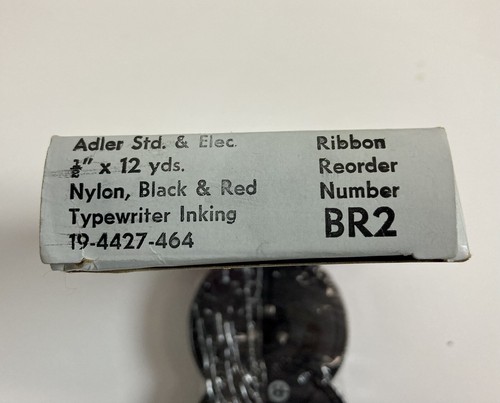 Adler Std. & Elec.
½" x 12 yds.
Nylon, Black & Red
Typewriter Inking
19-4427-464
Ribbon
Reorder
Number
BR2